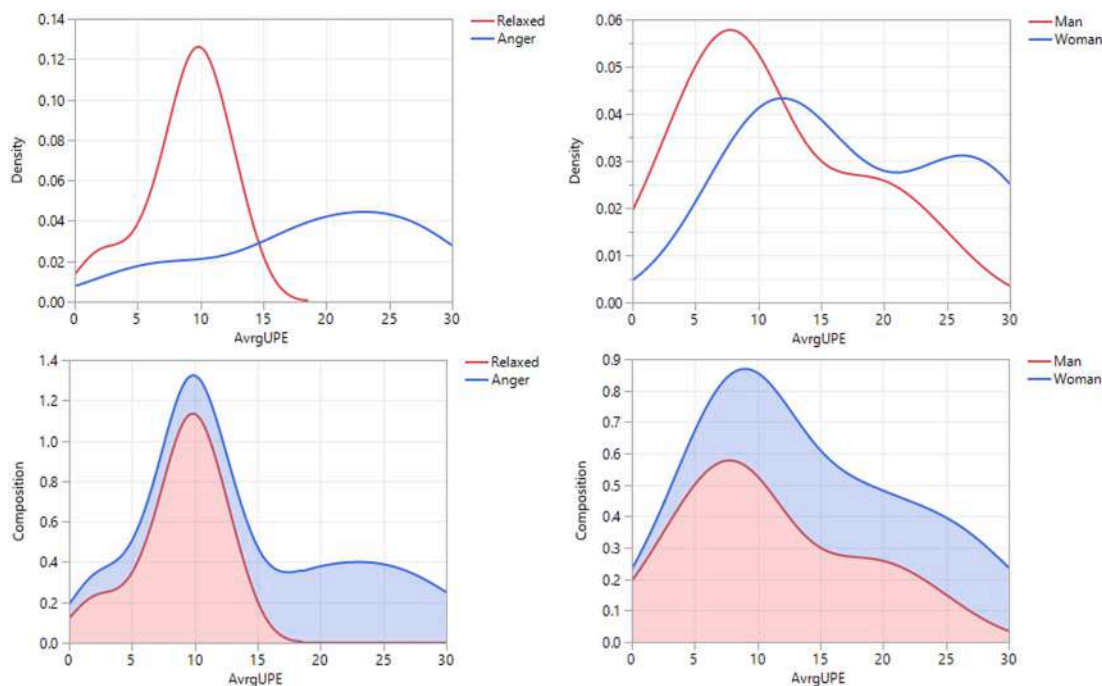 0.14
0.12
0.10
0.08
0.06
0.04
0.02
0.00
Density
0 5 10 15 20 25 30
AvrgUPE
Relaxed
Anger
0.06
0.05
0.04
0.03
0.02
0.01
0.00
Density
0 5 10 15 20 25 30
AvrgUPE
Man
Woman
1.4
1.2
1.0
0.8
0.6
0.4
0.2
0.0
Composition
0 5 10 15 20 25 30
AvrgUPE
Relaxed
Anger
0.9
0.8
0.7
0.6
0.5
0.4
0.3
0.2
0.1
0.0
Composition
0 5 10 15 20 25 30
AvrgUPE
Man
Woman